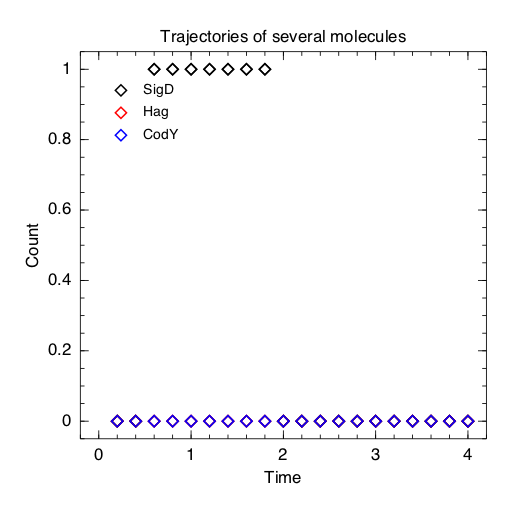 Trajectories of several molecules
1
SigD
Hag
CodY
0.8
0.6
Count
0.4
0.2
0
0 1 2 3 4
Time